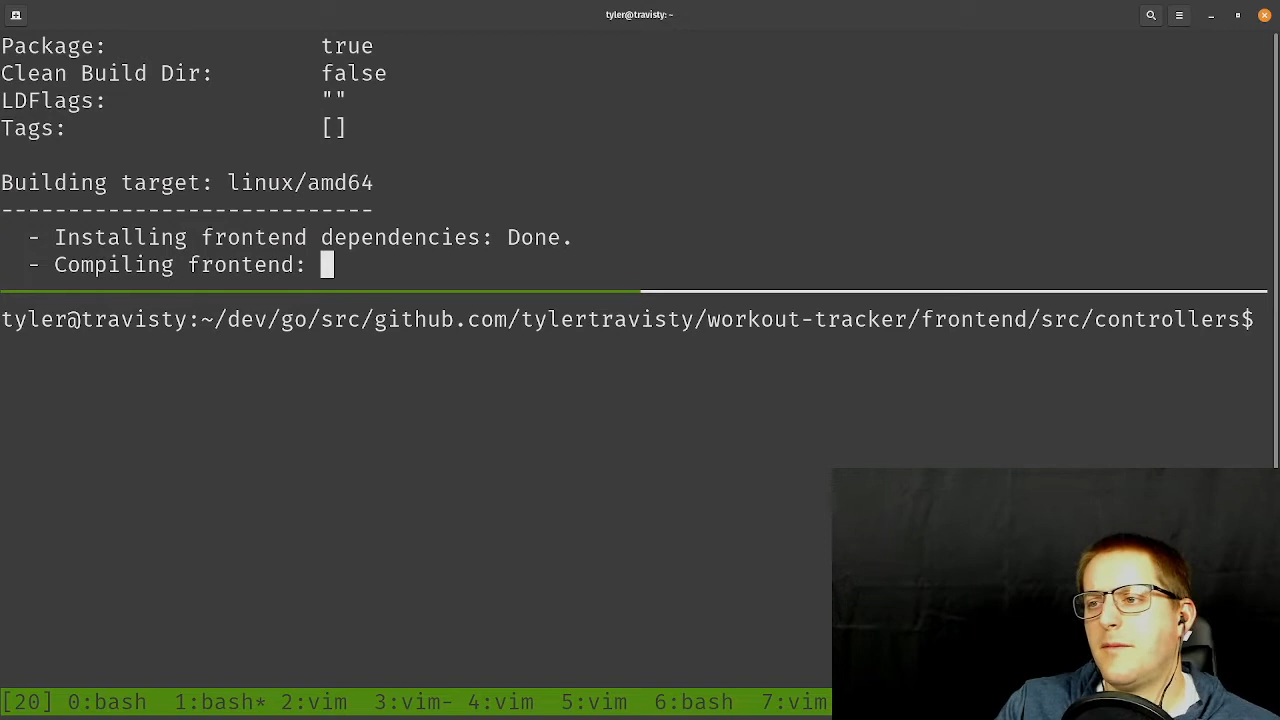 tyler@travisty: ~
Package: true
Clean Build Dir: false
LDFlags: ""
Tags: []
Building target: linux/amd64
----------------------------
- Installing frontend dependencies: Done.
- Compiling frontend:
tyler@travisty:~/dev/go/src/github.com/tylertravisty/workout-tracker/frontend/src/controllers$
[20] 0:bash 1:bash* 2:vim 3:vim- 4:vim 5:vim 6:bash 7:vim